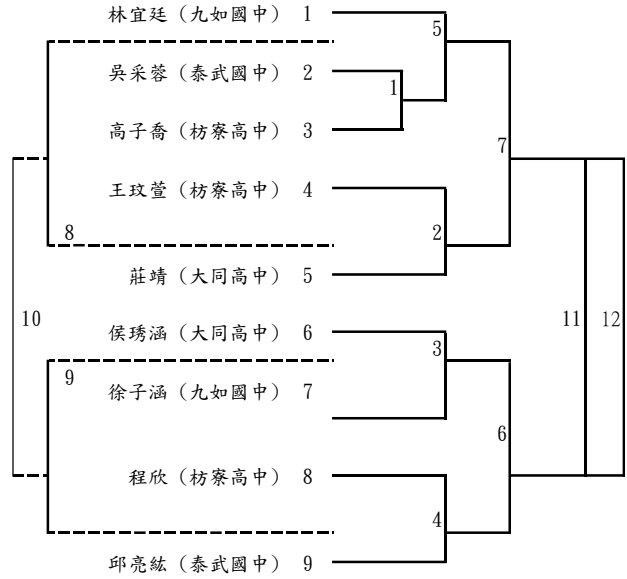 林宜廷（九如國中） 1
5
吳采蓉（泰武國中） 2
1
高子喬（枋寮高中） 3
7
王玟萱（枋寮高中） 4
8
2
莊靖（大同高中） 5
10
侯琇涵（大同高中） 6
11
12
3
9
徐子涵（九如國中） 7
6
程欣（枋寮高中） 8
4
邱亮紘（泰武國中） 9